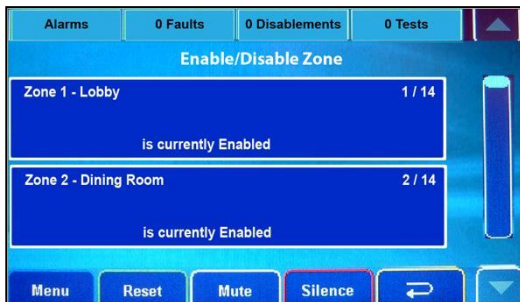 Alarms 0 Faults 0 Disablements 0 Tests
Enable/Disable Zone
Zone 1 - Lobby 1 / 14
is currently Enabled
Zone 2 - Dining Room 2 / 14
is currently Enabled
Menu Reset Mute Silence